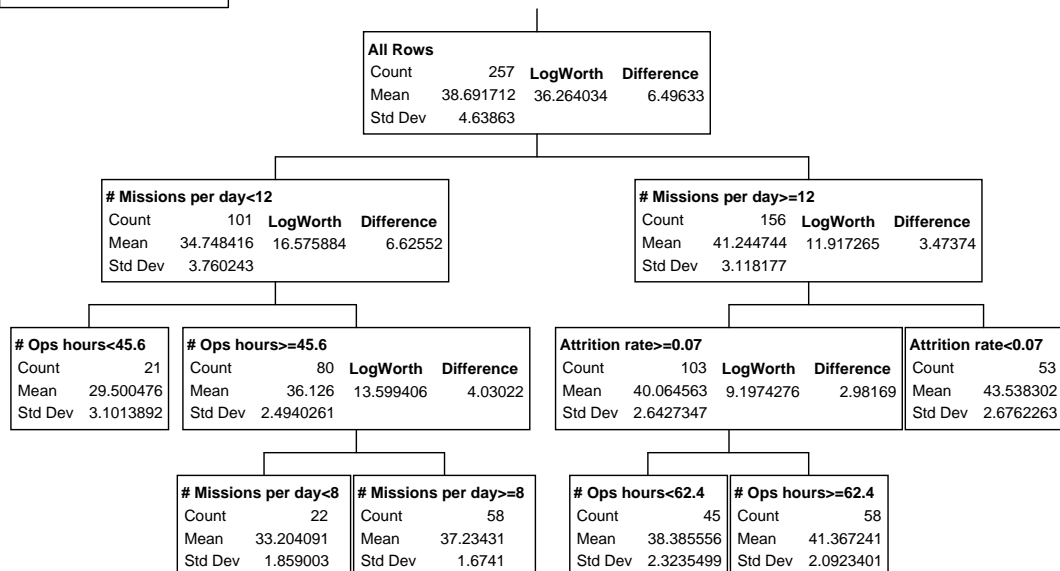 All Rows
Count 257 LogWorth Difference
Mean 38.691712 36.264034 6.49633
Std Dev 4.63863
# Missions per day<12
Count 101 LogWorth Difference
Mean 34.748416 16.575884 6.62552
Std Dev 3.760243
# Missions per day>=12
Count 156 LogWorth Difference
Mean 41.244744 11.917265 3.47374
Std Dev 3.118177
# Ops hours<45.6
Count 21
Mean 29.500476
Std Dev 3.1013892
# Ops hours>=45.6
Count 80 LogWorth Difference
Mean 36.126 13.599406 4.03022
Std Dev 2.4940261
Attrition rate>=0.07
Count 103 LogWorth Difference
Mean 40.064563 9.1974276 2.98169
Std Dev 2.6427347
Attrition rate<0.07
Count 53
Mean 43.538302
Std Dev 2.6762263
# Missions per day<8
Count 22
Mean 33.204091
Std Dev 1.859003
# Missions per day>=8
Count 58
Mean 37.23431
Std Dev 1.6741
# Ops hours<62.4
Count 45
Mean 38.385556
Std Dev 2.3235499
# Ops hours>=62.4
Count 58
Mean 41.367241
Std Dev 2.0923401